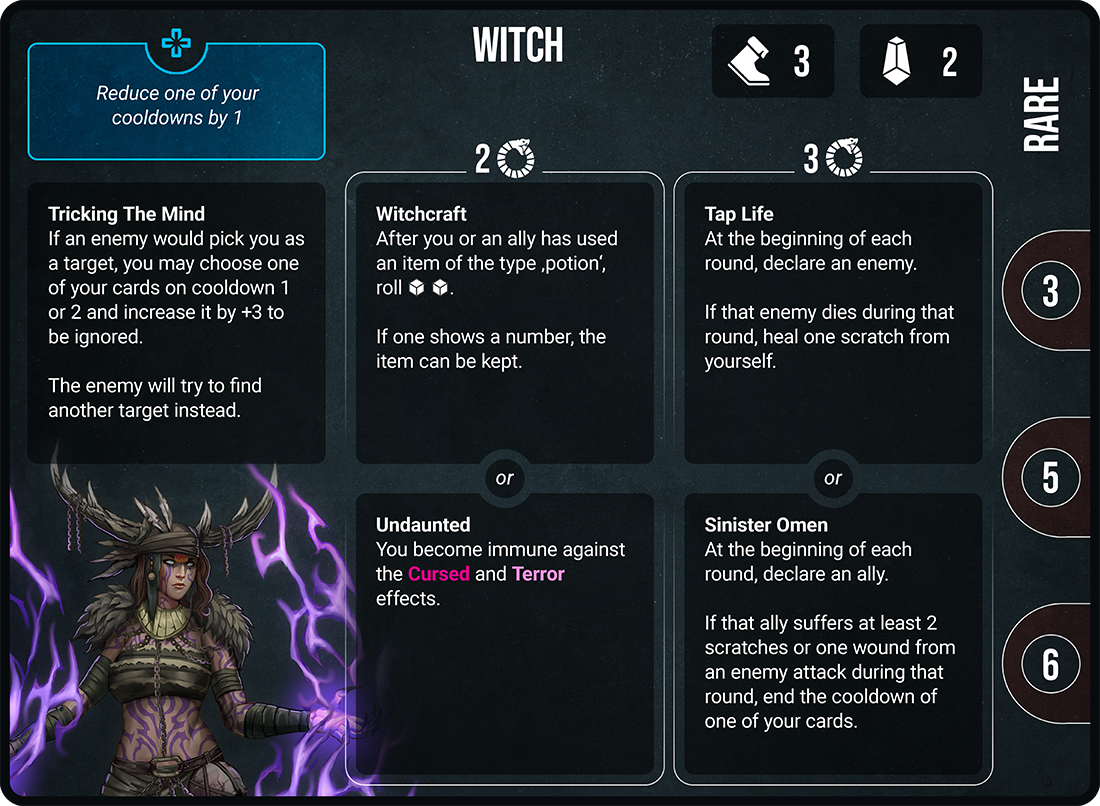 WITCH
3
2
RARE
Reduce one of your
cooldowns by 1
Tricking The Mind
If an enemy would pick you as
a target, you may choose one
of your cards on cooldown 1
or 2 and increase it by +3 to
be ignored.
The enemy will try to find
another target instead.
2
Witchcraft
After you or an ally has used
an item of the type ‚potion‘,
roll .
If one shows a number, the
item can be kept.
or
Undaunted
You become immune against
the Cursed and Terror
effects.
3
Tap Life
At the beginning of each
round, declare an enemy.
If that enemy dies during that
round, heal one scratch from
yourself.
or
Sinister Omen
At the beginning of each
round, declare an ally.
If that ally suffers at least 2
scratches or one wound from
an enemy attack during that
round, end the cooldown of
one of your cards.
3
5
6